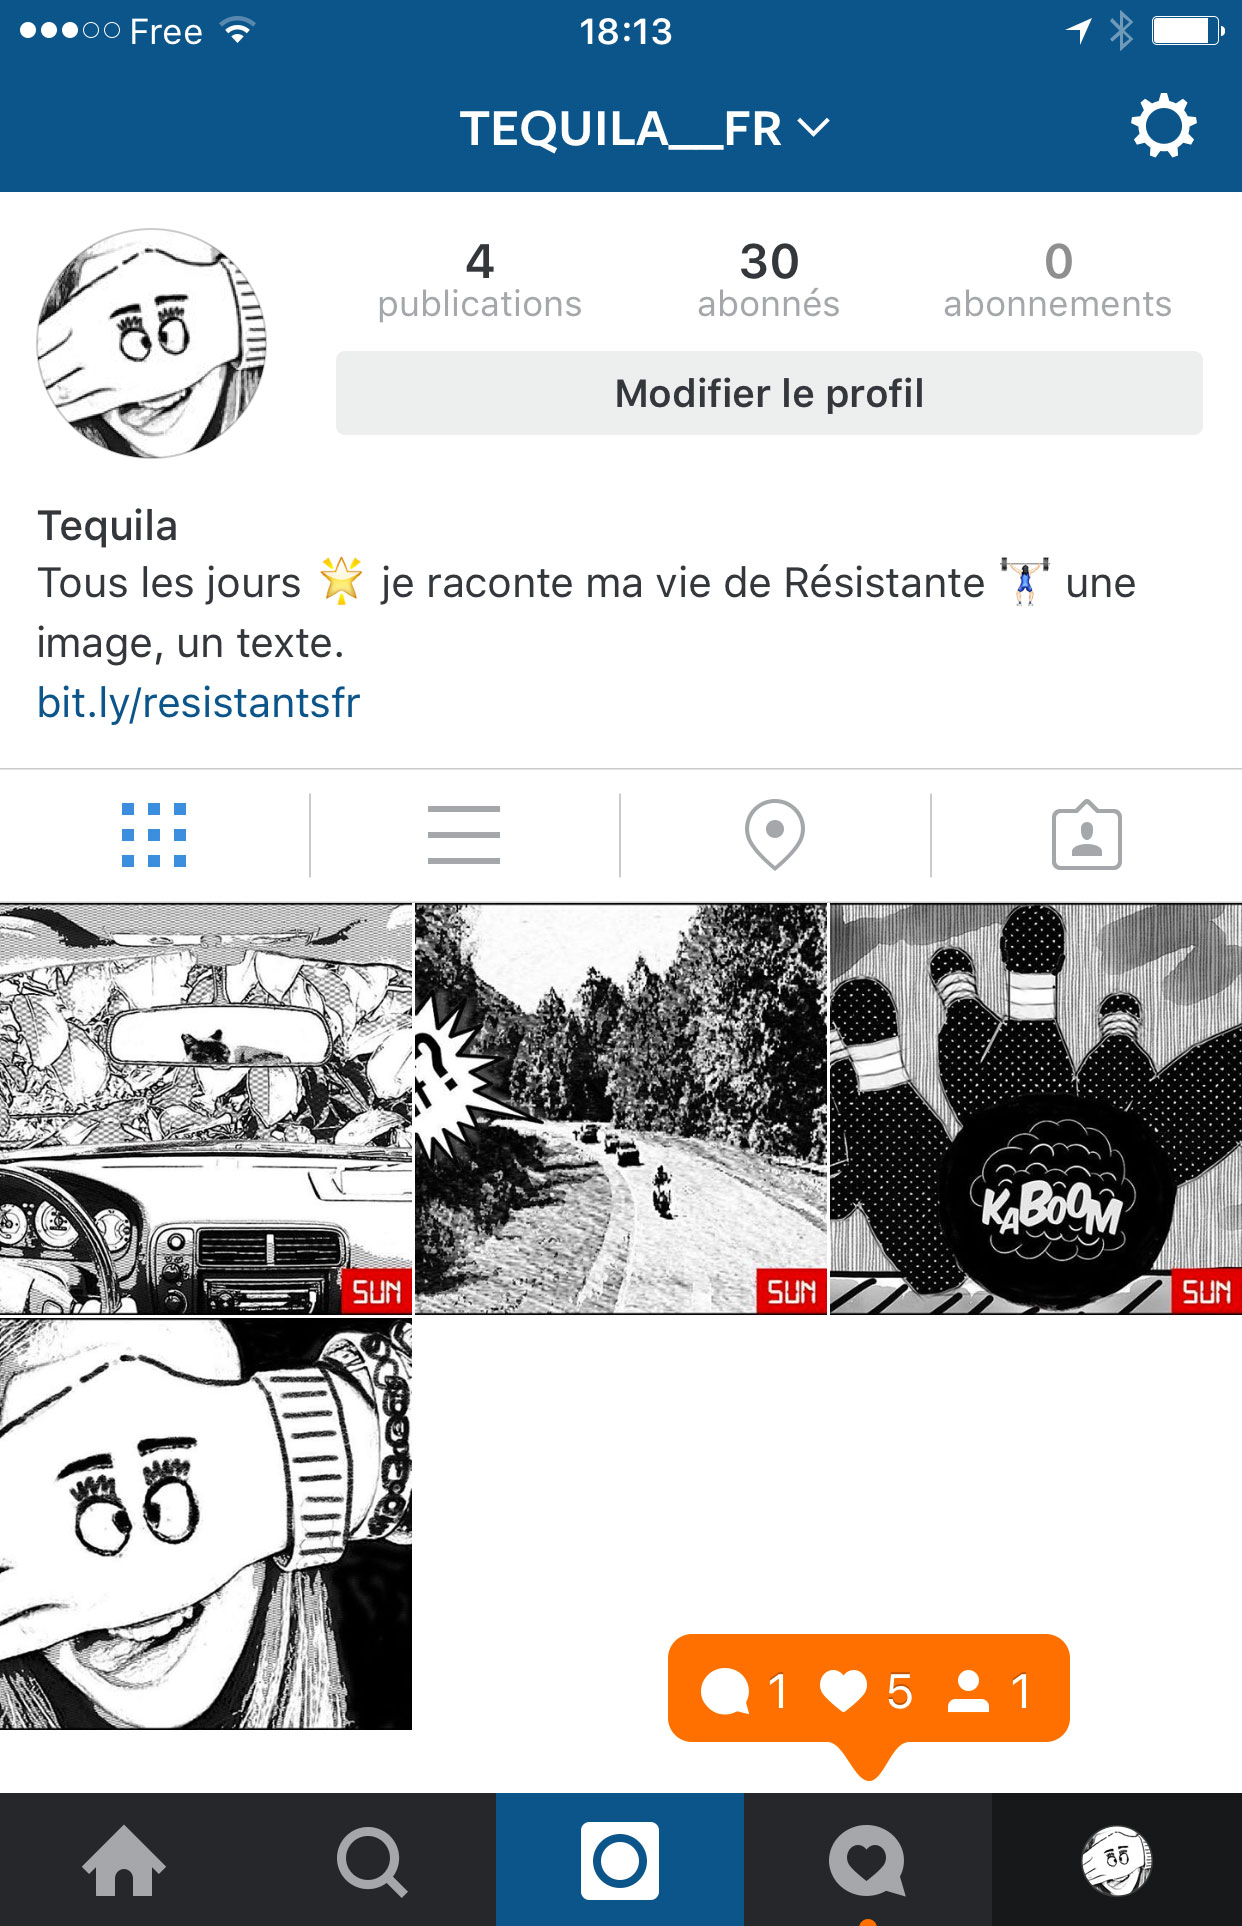 Free
18:13
TEQUILA__FR
4
30
0
publications
abonnés
abonnements
Modifier le profil
Tequila
Tous les jours 🌟 je raconte ma vie de Résistante 🏋 une
image, un texte.
bit.ly/resistantsfr
#?
KABOOM
SUN
SUN
SUN
1 5 1